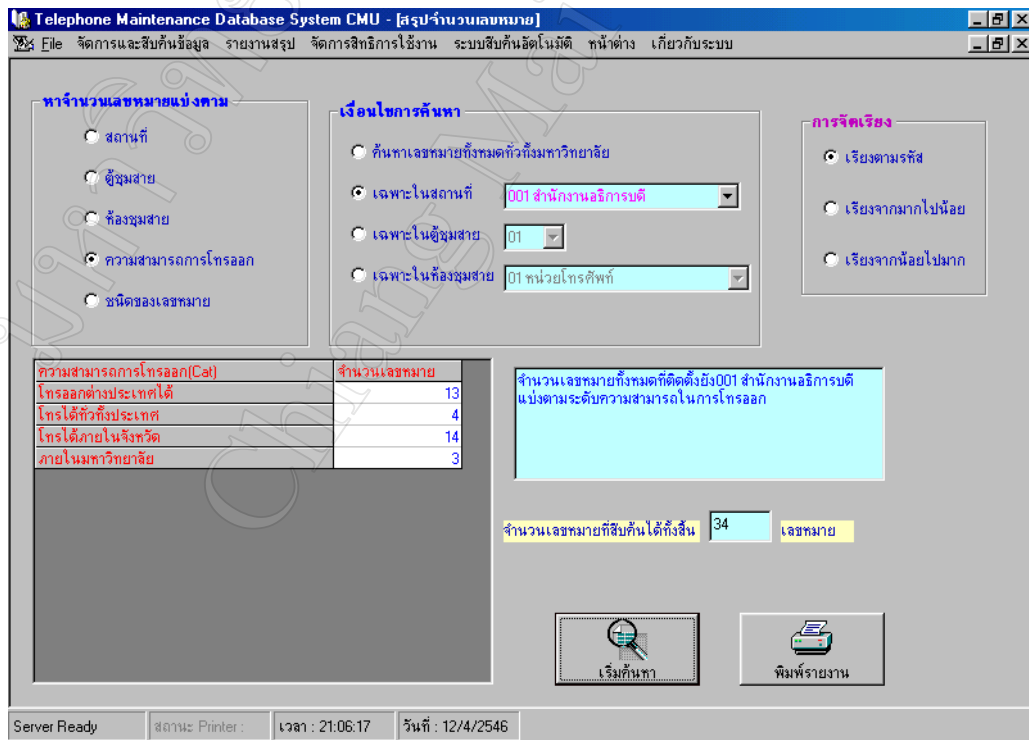 Telephone Maintenance Database System CMU - [สรุปจำนวนเลขหมาย]
File จัดการและสืบค้นข้อมูล รายงานสรุป จัดการสิทธิการใช้งาน ระบบสืบค้นอัตโนมัติ หน้าต่าง เกี่ยวกับระบบ
หาจำนวนเลขหมายแบ่งตาม
สถานที่
ตู้ชุมสาย
ห้องชุมสาย
ความสามารถการโทรออก
ชนิดของเลขหมาย
เงื่อนไขการค้นหา
ค้นหาเลขหมายทั้งหมดทั่วทั้งมหาวิทยาลัย
เฉพาะในสถานที่ 001 สำนักงานอธิการบดี
เฉพาะในตู้ชุมสาย 01
เฉพาะในห้องชุมสาย 01 หน่วยโทรศัพท์
การจัดเรียง
เรียงตามรหัส
เรียงจากมากไปน้อย
เรียงจากน้อยไปมาก
ความสามารถการโทรออก(Cat) จำนวนเลขหมาย
โทรออกต่างประเทศได้ 13
โทรได้ทั่วทั้งประเทศ 4
โทรได้ภายในจังหวัด 14
ภายในมหาวิทยาลัย 3
จำนวนเลขหมายทั้งหมดที่ติดตั้งยัง001 สำนักงานอธิการบดี
แบ่งตามระดับความสามารถในการโทรออก
จำนวนเลขหมายที่สืบค้นได้ทั้งสิ้น 34 เลขหมาย
เริ่มค้นหา
พิมพ์รายงาน
Server Ready สถานะ Printer : เวลา : 21:06:17 วันที่ : 12/4/2546
Chiang Mai